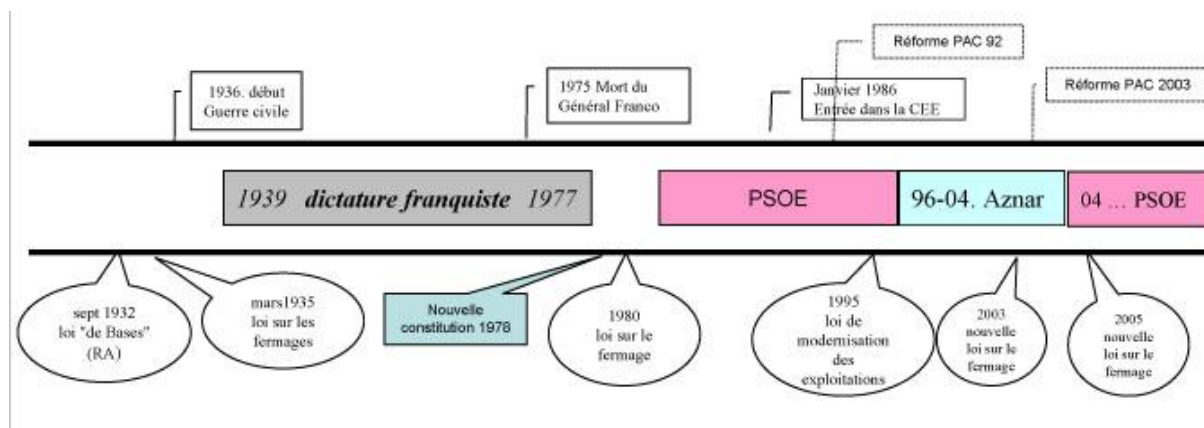 Réforme PAC 92
1936. début
Guerre civile
1975 Mort du
Général Franco
Janvier 1986
Entrée dans la CEE
Réforme PAC 2003
1939 dictature franquiste 1977
PSOE
96-04. Aznar
04 ... PSOE
sept 1932
loi "de Bases"
(RA)
mars1935
loi sur les
fermages
Nouvelle
constitution 1978
1980
loi sur le
fermage
1995
loi de
modernisation
des
exploitations
2003
nouvelle
loi sur le
fermage
2005
nouvelle
loi sur le
fermage